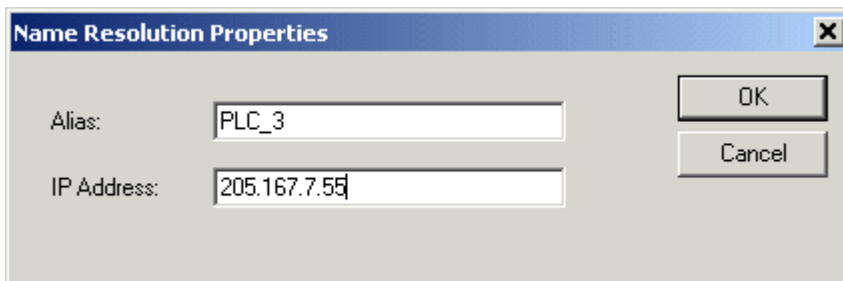 Name Resolution Properties
Alias: PLC_3
OK
IP Address: 205.167.7.55
Cancel